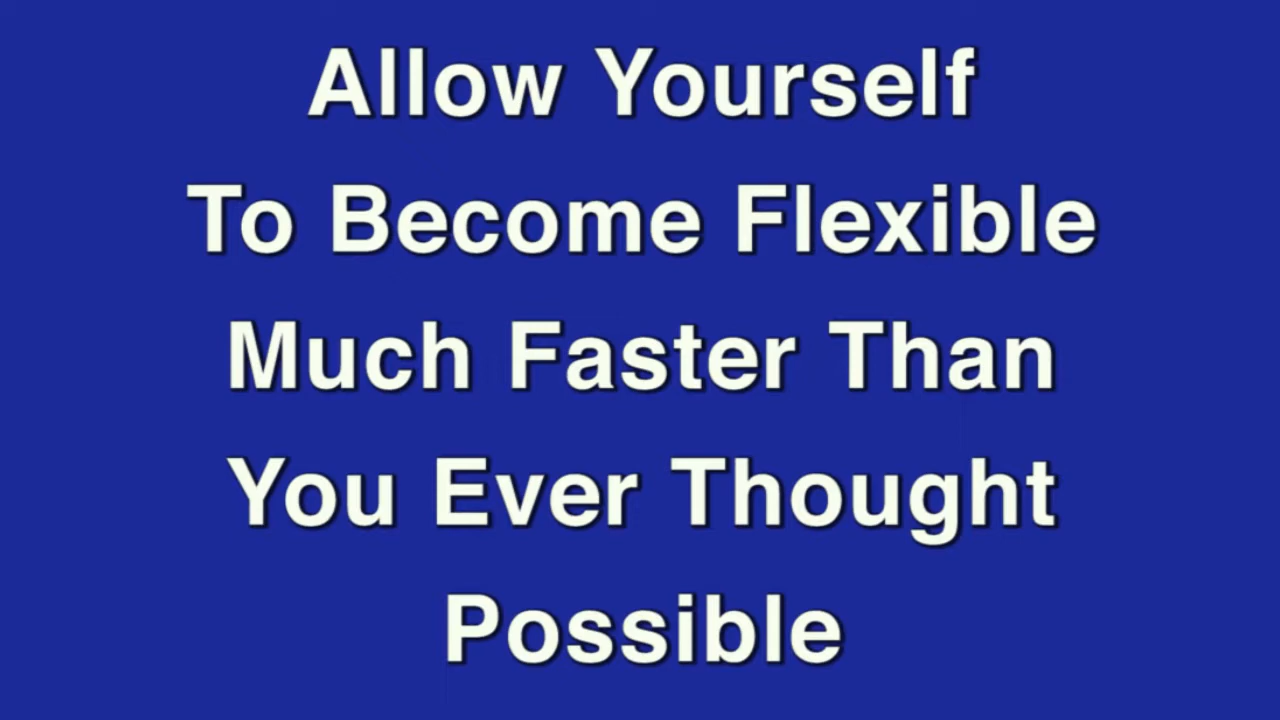 Allow Yourself
To Become Flexible
Much Faster Than
You Ever Thought
Possible